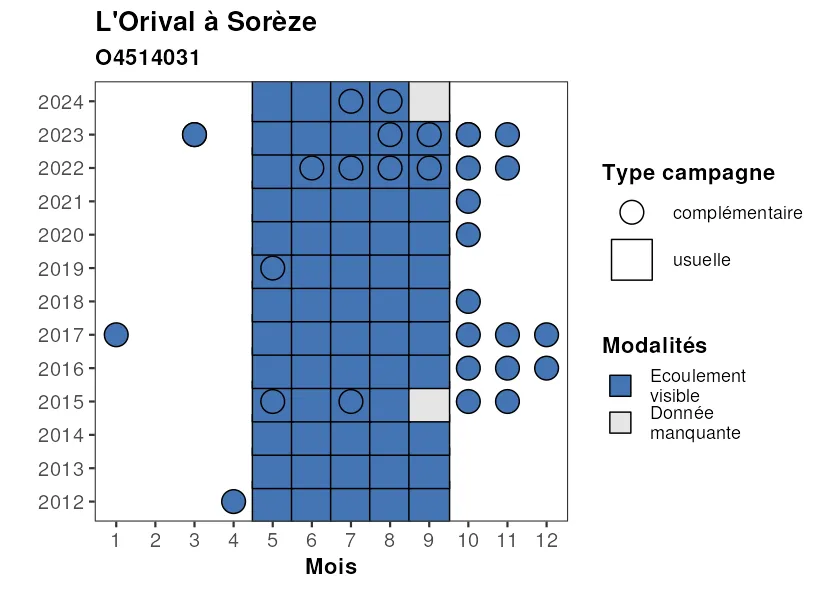 L'Orival à Sorèze
O4514031
2024
2023
2022
2021
2020
2019
2018
2017
2016
2015
2014
2013
2012
1 2 3 4 5 6 7 8 9 10 11 12
Mois
Type campagne
complémentaire
usuelle
Modalités
Ecoulement
visible
Donnée
manquante